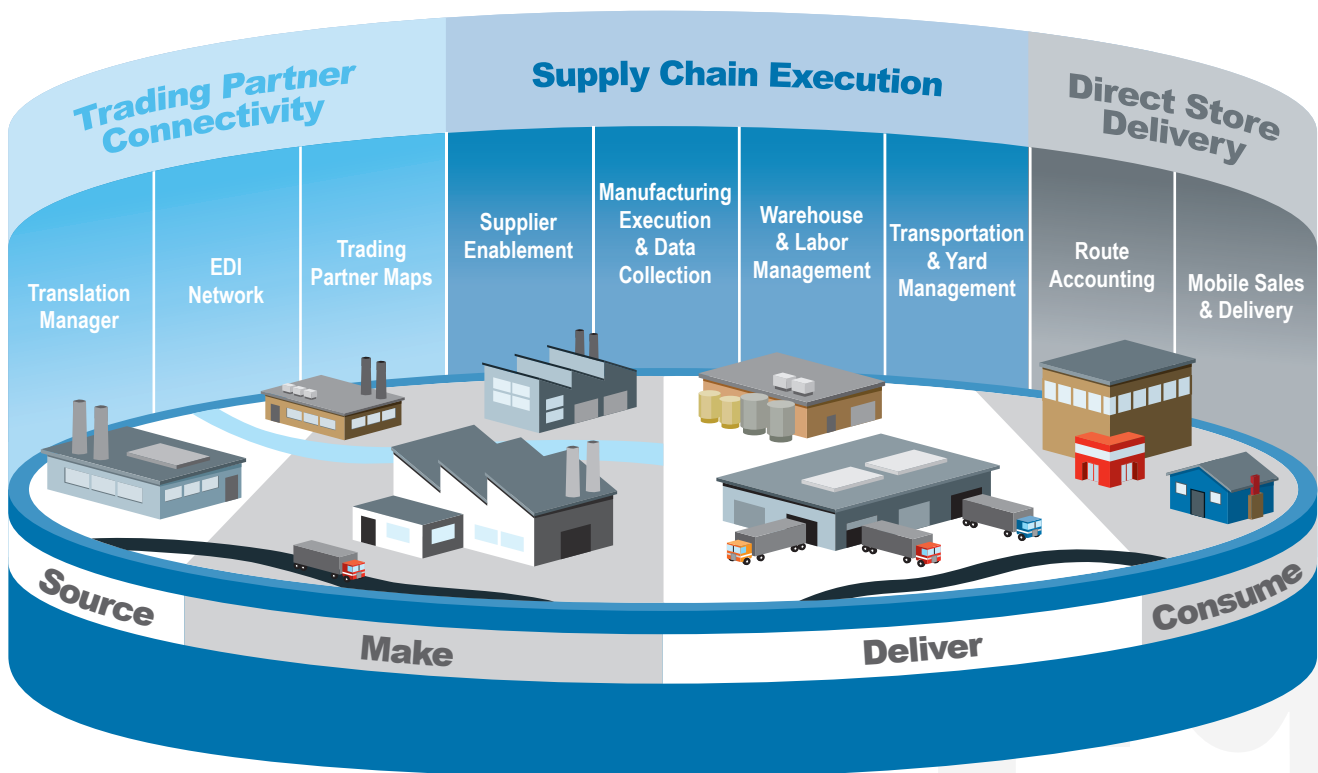 Trading Partner
Connectivity
Supply Chain Execution
Direct Store
Delivery
Translation
Manager
EDI
Network
Trading
Partner Maps
Supplier
Enablement
Manufacturing
Execution
& Data
Collection
Warehouse
& Labor
Management
Transportation
& Yard
Management
Route
Accounting
Mobile Sales
& Delivery
Source
Make
Deliver
Consume